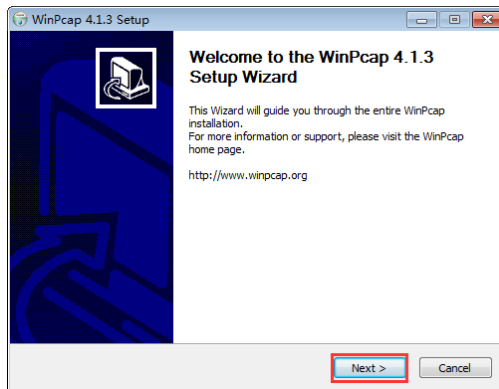 WinPcap 4.1.3 Setup
Welcome to the WinPcap 4.1.3
Setup Wizard
This Wizard will guide you through the entire WinPcap
installation.
For more information or support, please visit the WinPcap
home page.
http://www.winpcap.org
Next >
Cancel